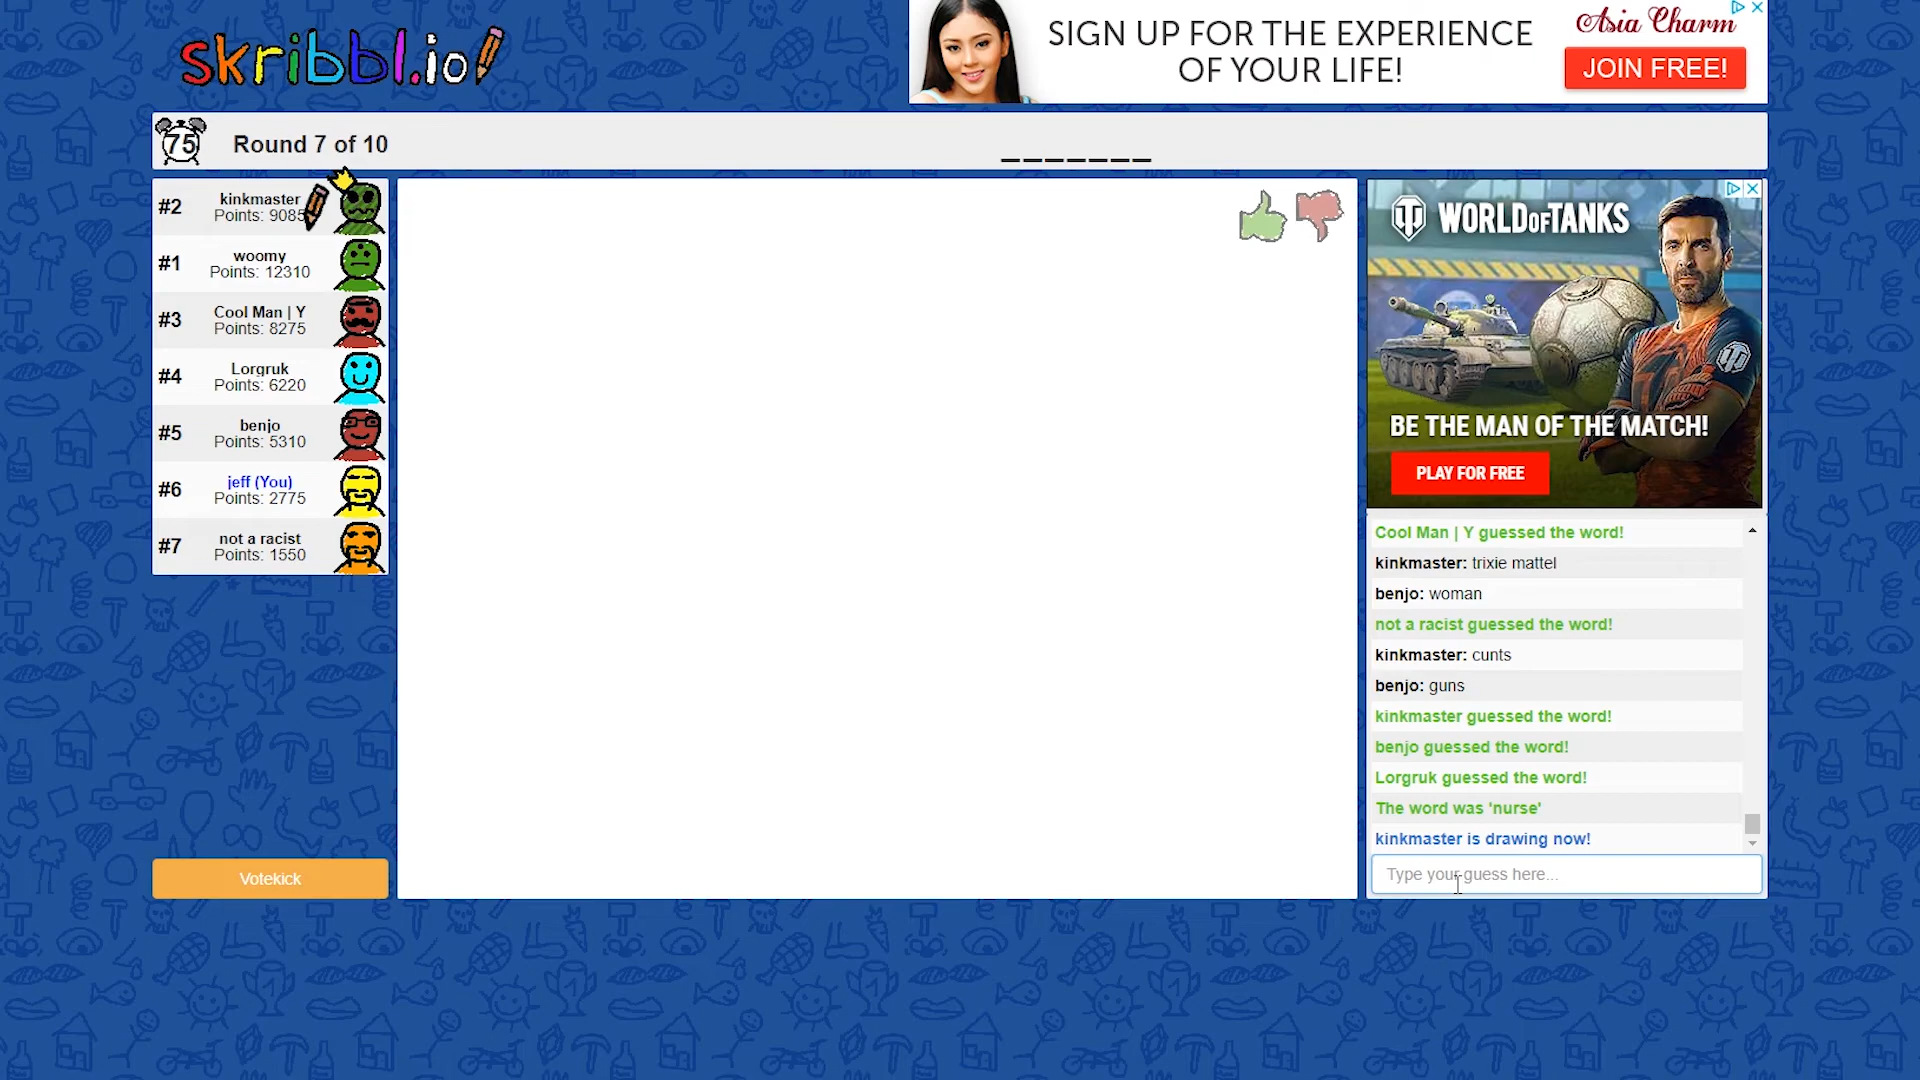 skribbl.io
SIGN UP FOR THE EXPERIENCE
OF YOUR LIFE!
Asia Charm
JOIN FREE!
75
Round 7 of 10
_______
#2
kinkmaster
Points: 9085
#1
woomy
Points: 12310
#3
Cool Man | Y
Points: 8275
#4
Lorgruk
Points: 6220
#5
benjo
Points: 5310
#6
jeff (You)
Points: 2775
#7
not a racist
Points: 1550
Votekick
WORLD OF TANKS
BE THE MAN OF THE MATCH!
PLAY FOR FREE
Cool Man | Y guessed the word!
kinkmaster: trixie mattel
benjo: woman
not a racist guessed the word!
kinkmaster: cunts
benjo: guns
kinkmaster guessed the word!
benjo guessed the word!
Lorgruk guessed the word!
The word was 'nurse'
kinkmaster is drawing now!
Type your guess here...